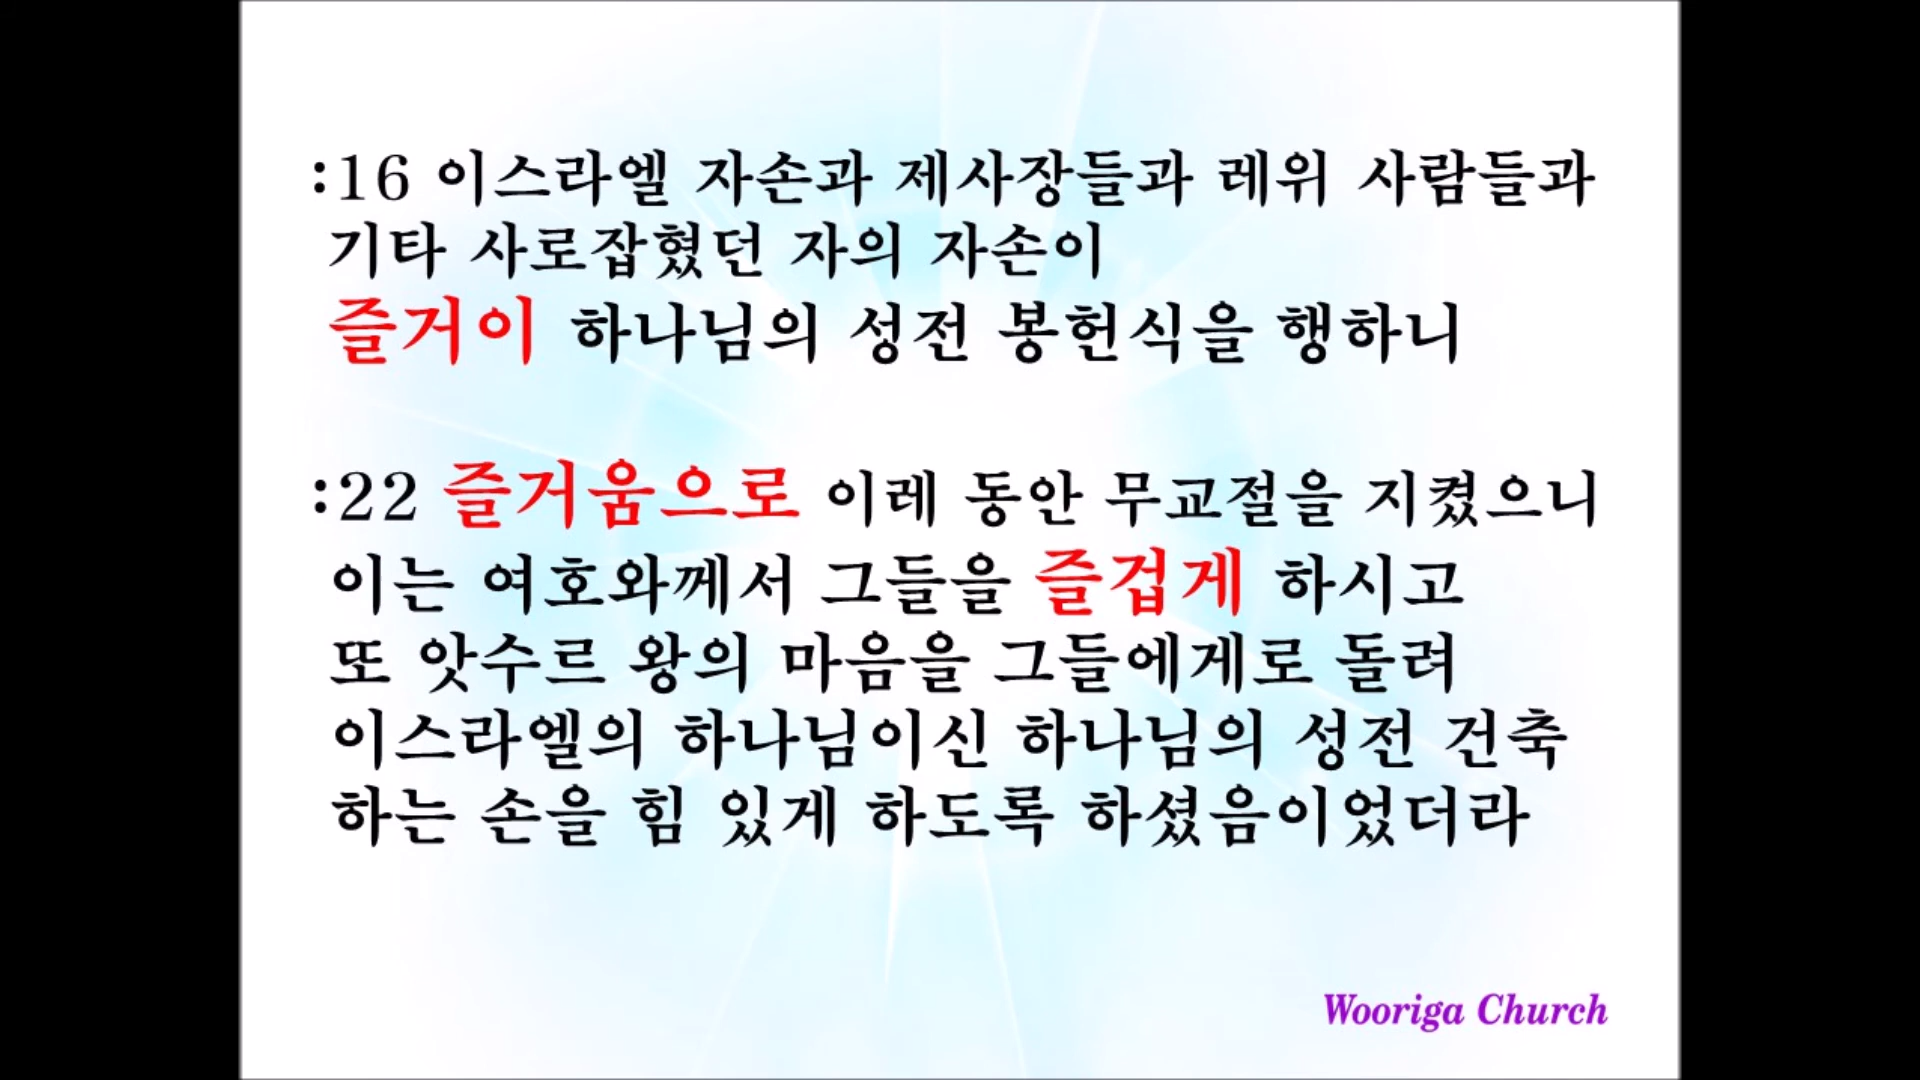 :16 이스라엘 자손과 제사장들과 레위 사람들과
기타 사로잡혔던 자의 자손이
즐거이 하나님의 성전 봉헌식을 행하니
:22 즐거움으로 이레 동안 무교절을 지켰으니
이는 여호와께서 그들을 즐겁게 하시고
또 앗수르 왕의 마음을 그들에게로 돌려
이스라엘의 하나님이신 하나님의 성전 건축
하는 손을 힘 있게 하도록 하셨음이었더라
Wooriga Church